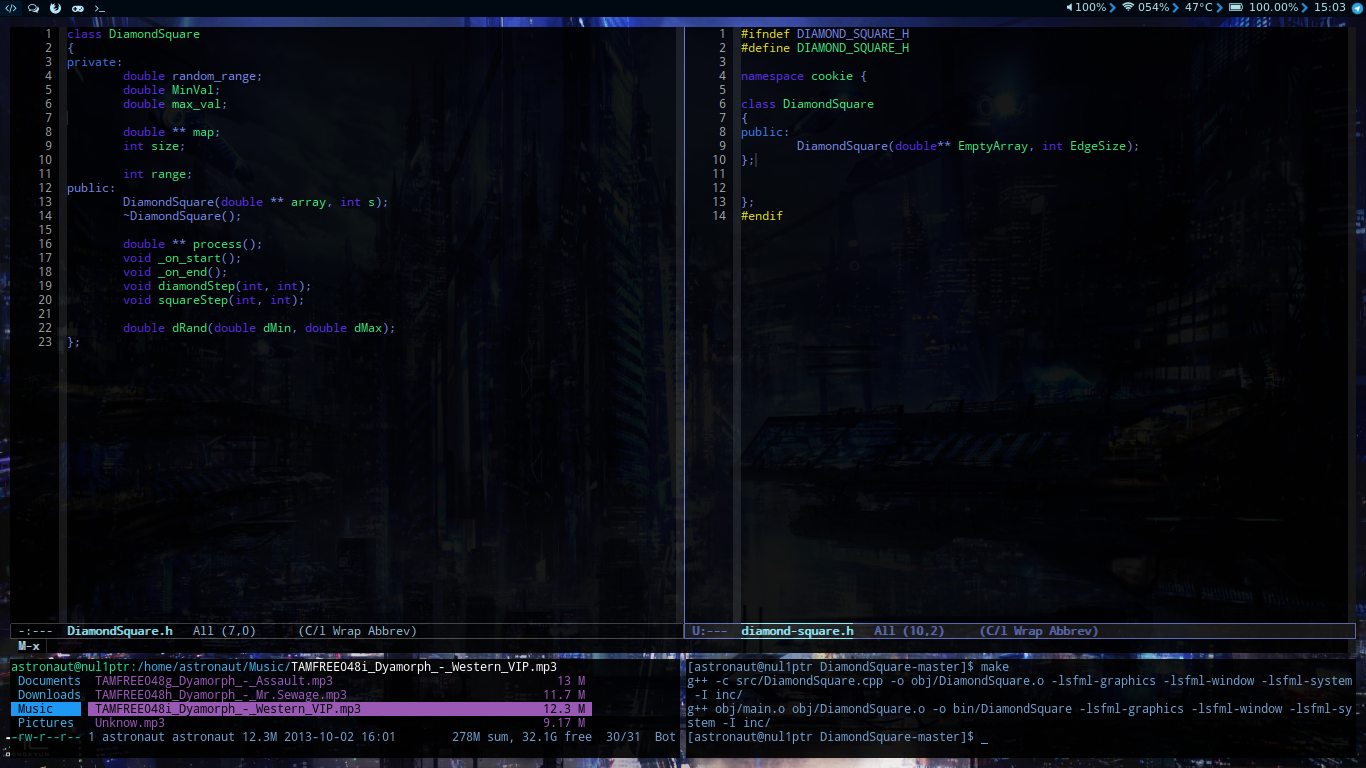 100% 054% 47°C 100.00% 15:03
1 class DiamondSquare
2 {
3 private:
4 double random_range;
5 double MinVal;
6 double max_val;
7
8 double ** map;
9 int size;
10
11 int range;
12 public:
13 DiamondSquare(double ** array, int s);
14 ~DiamondSquare();
15
16 double ** process();
17 void _on_start();
18 void _on_end();
19 void diamondStep(int, int);
20 void squareStep(int, int);
21
22 double dRand(double dMin, double dMax);
23 };
-:--- DiamondSquare.h All (7,0) (C/l Wrap Abbrev)
1 #ifndef DIAMOND_SQUARE_H
2 #define DIAMOND_SQUARE_H
3
4 namespace cookie {
5
6 class DiamondSquare
7 {
8 public:
9 DiamondSquare(double** EmptyArray, int EdgeSize);
10 };
11
12
13 };
14 #endif
U:--- diamond-square.h All (10,2) (C/l Wrap Abbrev)
M-x
astronaut@nul1ptr:/home/astronaut/Music/TAMFREE048i_Dyamorph_-_Western_VIP.mp3
Documents TAMFREE048g_Dyamorph_-_Assault.mp3 13 M
Downloads TAMFREE048h_Dyamorph_-_Mr.Sewage.mp3 11.7 M
Music TAMFREE048i_Dyamorph_-_Western_VIP.mp3 12.3 M
Pictures Unknow.mp3 9.17 M
-rw-r--r-- 1 astronaut astronaut 12.3M 2013-10-02 16:01 278M sum, 32.1G free 30/31 Bot
[astronaut@nul1ptr DiamondSquare-master]$ make
g++ -c src/DiamondSquare.cpp -o obj/DiamondSquare.o -lsfml-graphics -lsfml-window -lsfml-system
-I inc/
g++ obj/main.o obj/DiamondSquare.o -o bin/DiamondSquare -lsfml-graphics -lsfml-window -lsfml-sy
stem -I inc/
[astronaut@nul1ptr DiamondSquare-master]$ _